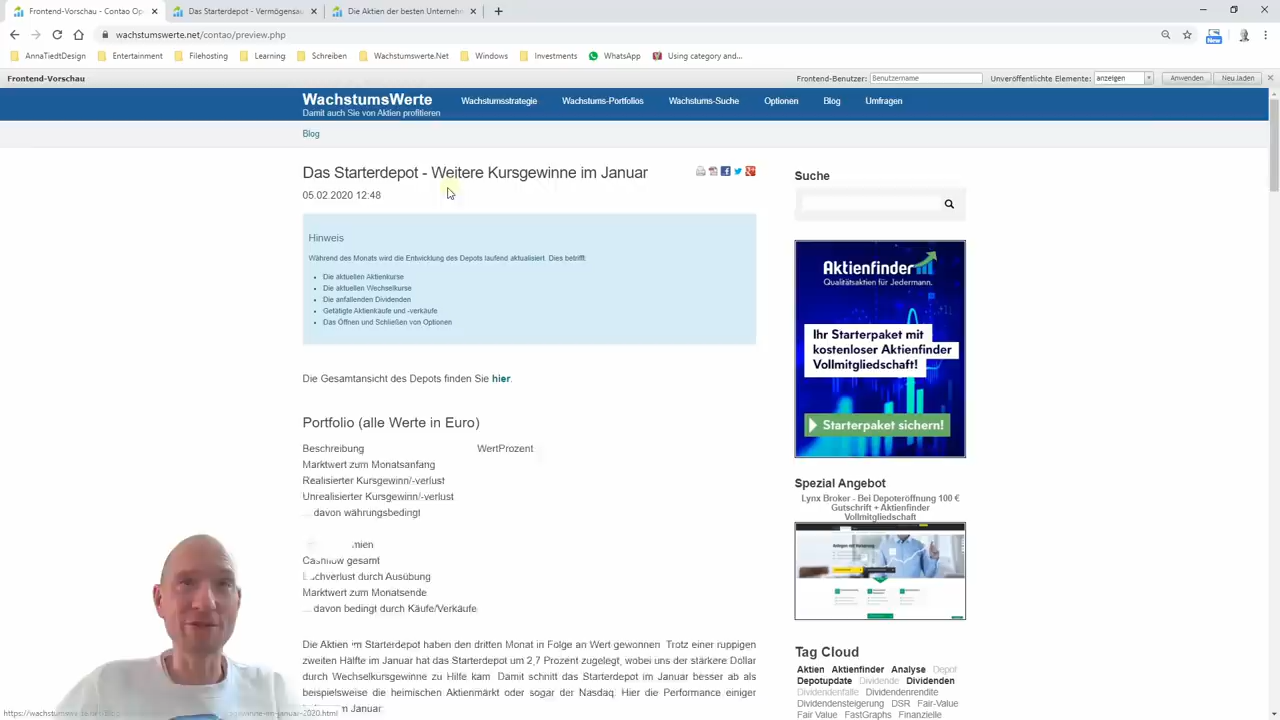 Frontend-Vorschau - Contao Op
Das Starterdepot - Vermögensau
Die Aktien der besten Unterneh
wachstumswerte.net/contao/preview.php
AnnaTiedtDesign
Entertainment
Filehosting
Learning
Schreiben
Wachstumswerte.Net
Windows
Investments
WhatsApp
Using category and...
Frontend-Vorschau
Frontend-Benutzer:
Benutzername
Unveröffentlichte Elemente:
anzeigen
Anwenden
Neu laden
WachstumsWerte
Damit auch Sie von Aktien profitieren
Wachstumsstrategie
Wachstums-Portfolios
Wachstums-Suche
Optionen
Blog
Umfragen
Blog
Das Starterdepot - Weitere Kursgewinne im Januar
05.02.2020 12:48
Hinweis
Während des Monats wird die Entwicklung des Depots laufend aktualisiert. Dies betrifft:
Die aktuellen Aktienkurse
Die aktuellen Wechselkurse
Die anfallenden Dividenden
Getätigte Aktienkäufe und -verkäufe
Das Öffnen und Schließen von Optionen
Die Gesamtansicht des Depots finden Sie hier.
Portfolio (alle Werte in Euro)
Beschreibung WertProzent
Marktwert zum Monatsanfang
Realisierter Kursgewinn/-verlust
Unrealisierter Kursgewinn/-verlust
... davon währungsbedingt
Cashflow gesamt
Buchverlust durch Ausübung
Marktwert zum Monatsende
... davon bedingt durch Käufe/Verkäufe
Die Aktien im Starterdepot haben den dritten Monat in Folge an Wert gewonnen. Trotz einer ruppigen
zweiten Hälfte im Januar hat das Starterdepot um 2,7 Prozent zugelegt, wobei uns der stärkere Dollar
durch Wechselkursgewinne zu Hilfe kam. Damit schnitt das Starterdepot im Januar besser ab als
beispielsweise die heimischen Aktienmärkt oder sogar der Nasdaq. Hier die Performance einiger
im Januar
Suche
Aktienfinder
Qualitätsaktien für Jedermann.
Ihr Starterpaket mit
kostenloser Aktienfinder
Vollmitgliedschaft!
Starterpaket sichern!
Spezial Angebot
Lynx Broker - Bei Depoteröffnung 100 €
Gutschrift + Aktienfinder
Vollmitgliedschaft
Tag Cloud
Aktien Aktienfinder Analyse Depot
Depotupdate Dividende Dividenden
Dividendenfalle Dividendenrendite
Dividendensteigerung DSR Fair-Value
Fair Value FastGraphs Finanzielle